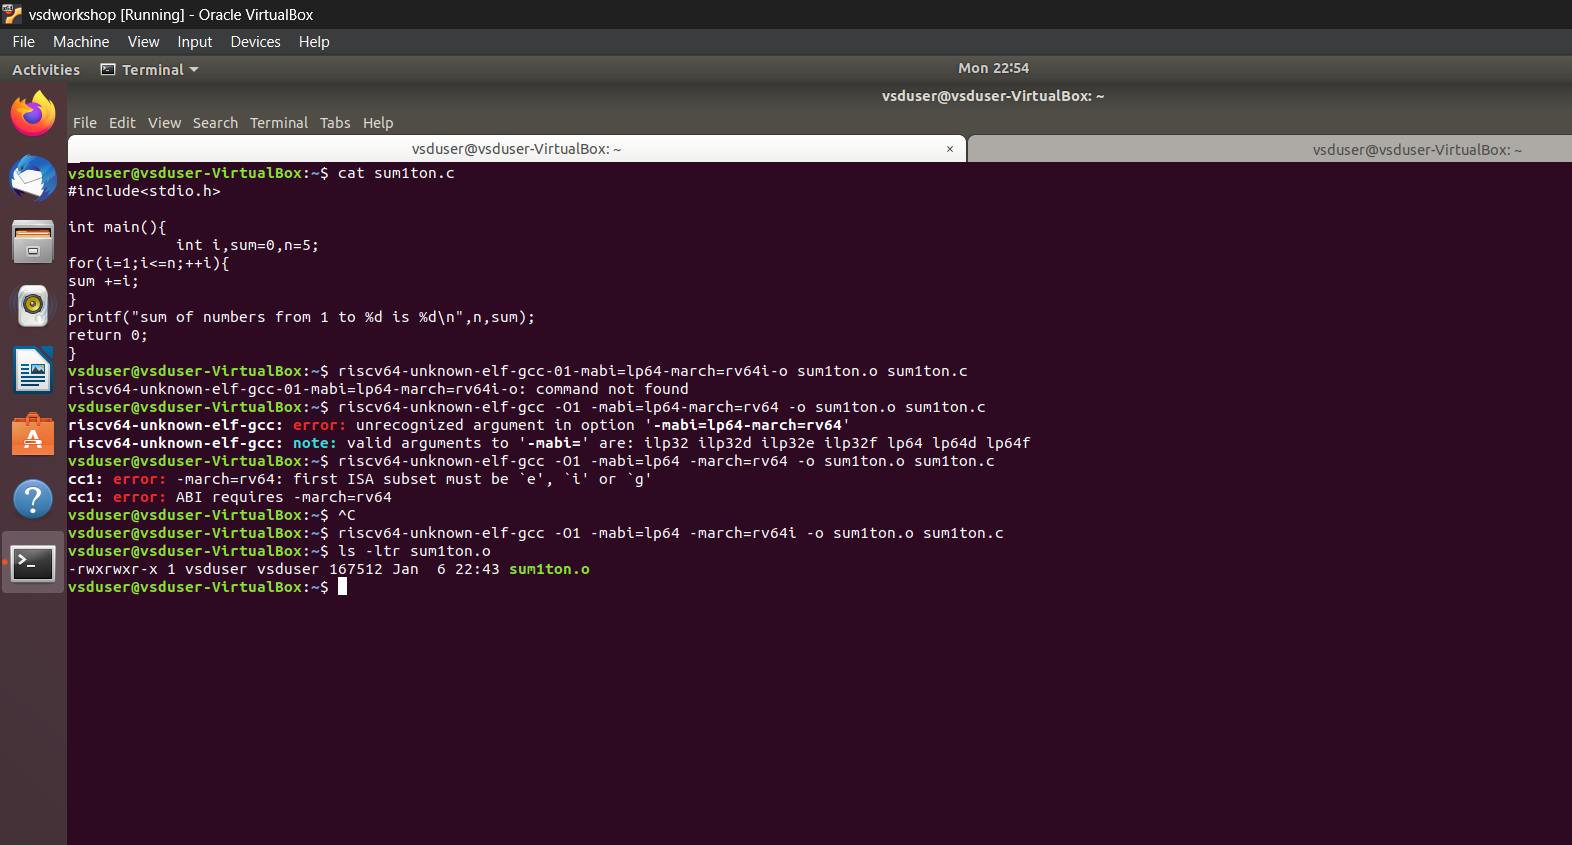 vsdworkshop [Running] - Oracle VirtualBox
File Machine View Input Devices Help
Activities Terminal Mon 22:54
vsduser@vsduser-VirtualBox: ~
File Edit View Search Terminal Tabs Help
vsduser@vsduser-VirtualBox: ~ × vsduser@vsduser-VirtualBox: ~
vsduser@vsduser-VirtualBox:~$ cat sum1ton.c
#include<stdio.h>
int main(){
int i,sum=0,n=5;
for(i=1;i<=n;++i){
sum +=i;
}
printf("sum of numbers from 1 to %d is %d\n",n,sum);
return 0;
}
vsduser@vsduser-VirtualBox:~$ riscv64-unknown-elf-gcc-01-mabi=lp64-march=rv64i-o sum1ton.o sum1ton.c
riscv64-unknown-elf-gcc-01-mabi=lp64-march=rv64i-o: command not found
vsduser@vsduser-VirtualBox:~$ riscv64-unknown-elf-gcc -O1 -mabi=lp64-march=rv64 -o sum1ton.o sum1ton.c
riscv64-unknown-elf-gcc: error: unrecognized argument in option '-mabi=lp64-march=rv64'
riscv64-unknown-elf-gcc: note: valid arguments to '-mabi=' are: ilp32 ilp32d ilp32e ilp32f lp64 lp64d lp64f
vsduser@vsduser-VirtualBox:~$ riscv64-unknown-elf-gcc -O1 -mabi=lp64 -march=rv64 -o sum1ton.o sum1ton.c
cc1: error: -march=rv64: first ISA subset must be `e', `i' or `g'
cc1: error: ABI requires -march=rv64
vsduser@vsduser-VirtualBox:~$ ^C
vsduser@vsduser-VirtualBox:~$ riscv64-unknown-elf-gcc -O1 -mabi=lp64 -march=rv64i -o sum1ton.o sum1ton.c
vsduser@vsduser-VirtualBox:~$ ls -ltr sum1ton.o
-rwxrwxr-x 1 vsduser vsduser 167512 Jan  6 22:43 sum1ton.o
vsduser@vsduser-VirtualBox:~$